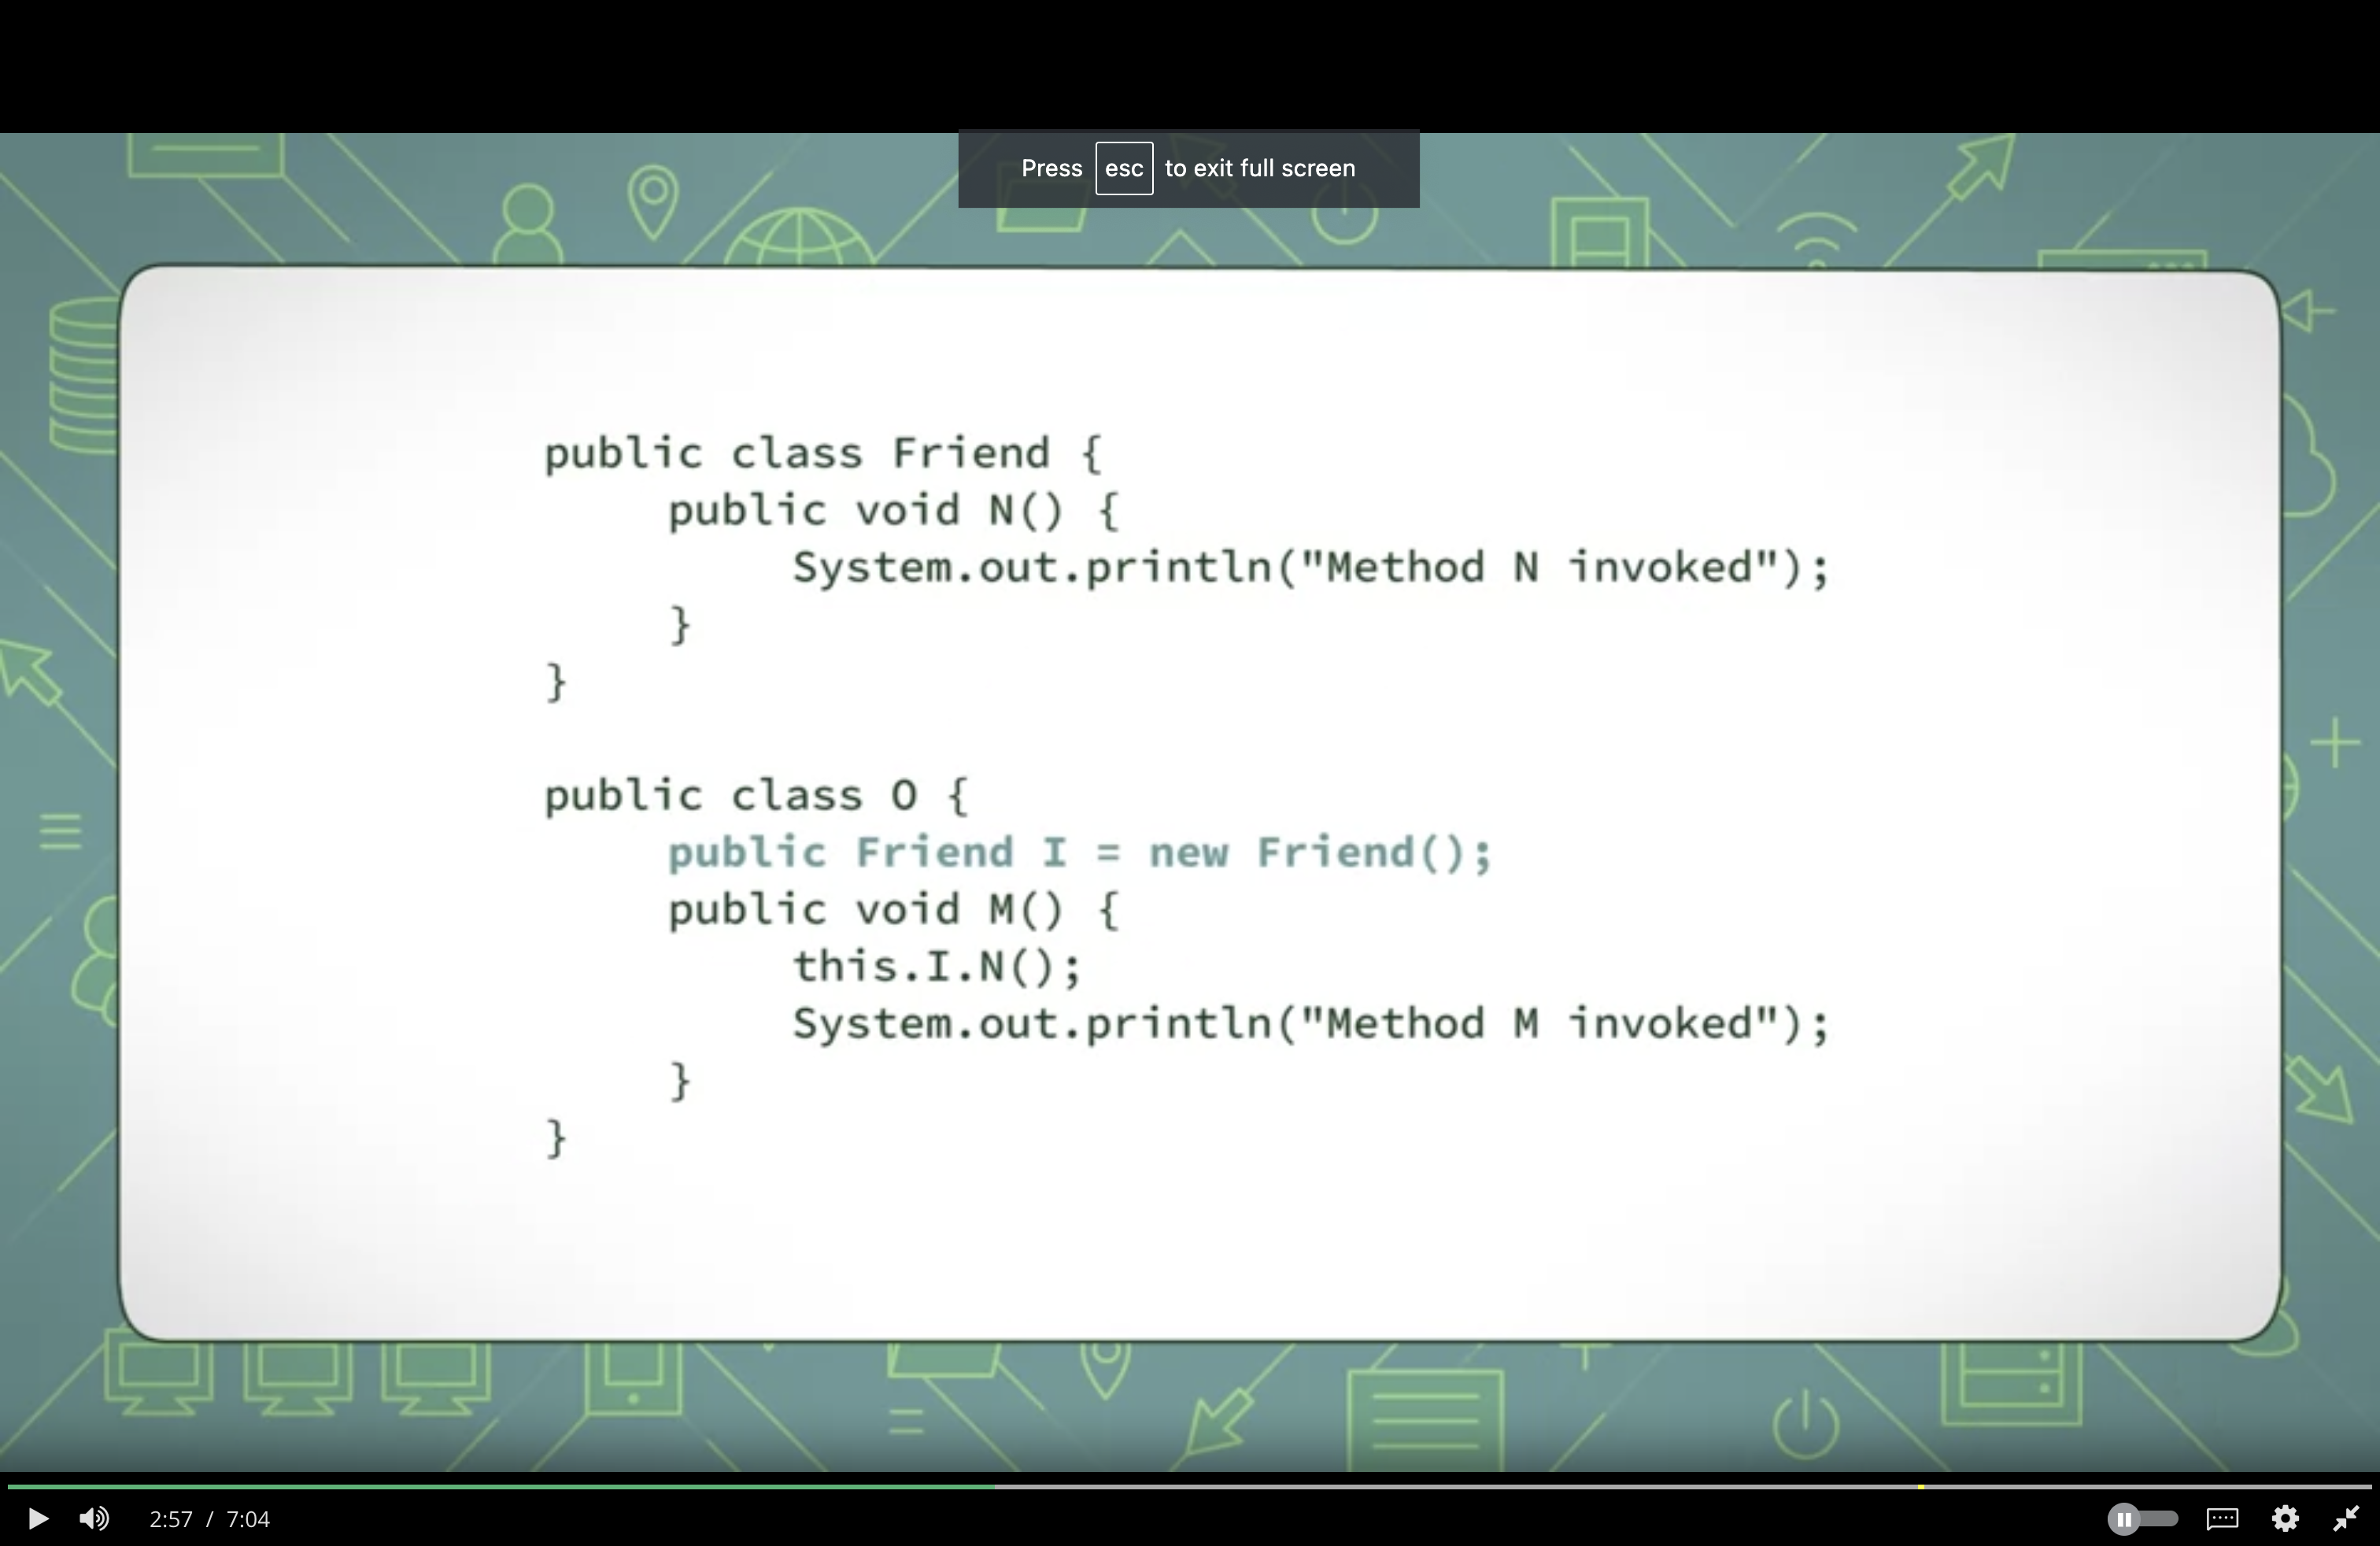 Press esc to exit full screen
public class Friend {
public void N() {
System.out.println("Method N invoked");
}
}
public class O {
public Friend I = new Friend();
public void M() {
this.I.N();
System.out.println("Method M invoked");
}
}
2:57 / 7:04